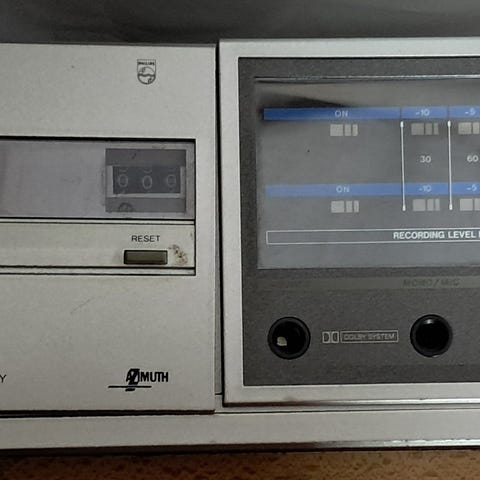 PHILIPS
ON -10 -5
30 60
000
ON -10 -5
RESET
RECORDING LEVEL
MONO/MIC
DOLBY SYSTEM
Y
AZIMUTH